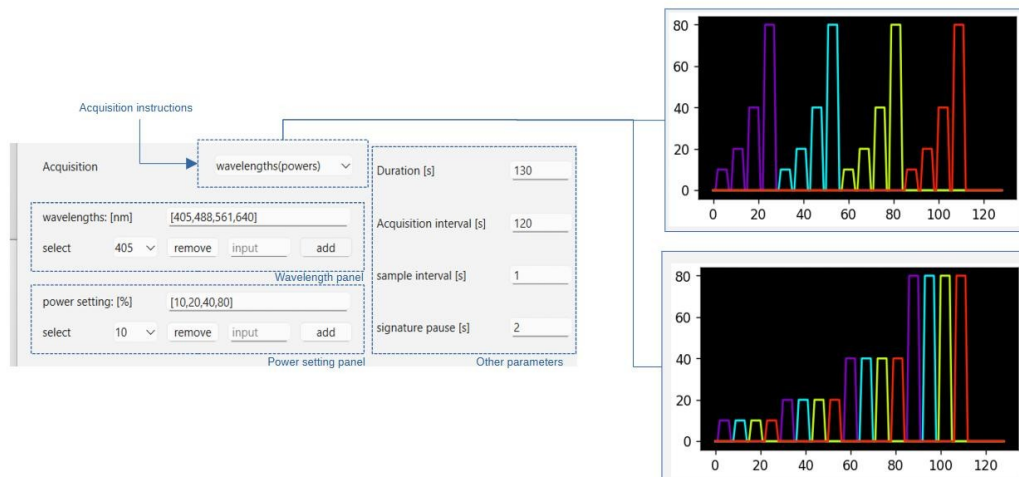 Acquisition instructions
Acquisition
wavelengths(powers)
wavelengths: [nm]
[405,488,561,640]
select
405
remove
input
add
Wavelength panel
power setting: [%]
[10,20,40,80]
select
10
remove
input
add
Power setting panel
Duration [s]
130
Acquisition interval [s]
120
sample interval [s]
1
signature pause [s]
2
Other parameters
80
60
40
20
0
0 20 40 60 80 100 120
80
60
40
20
0
0 20 40 60 80 100 120